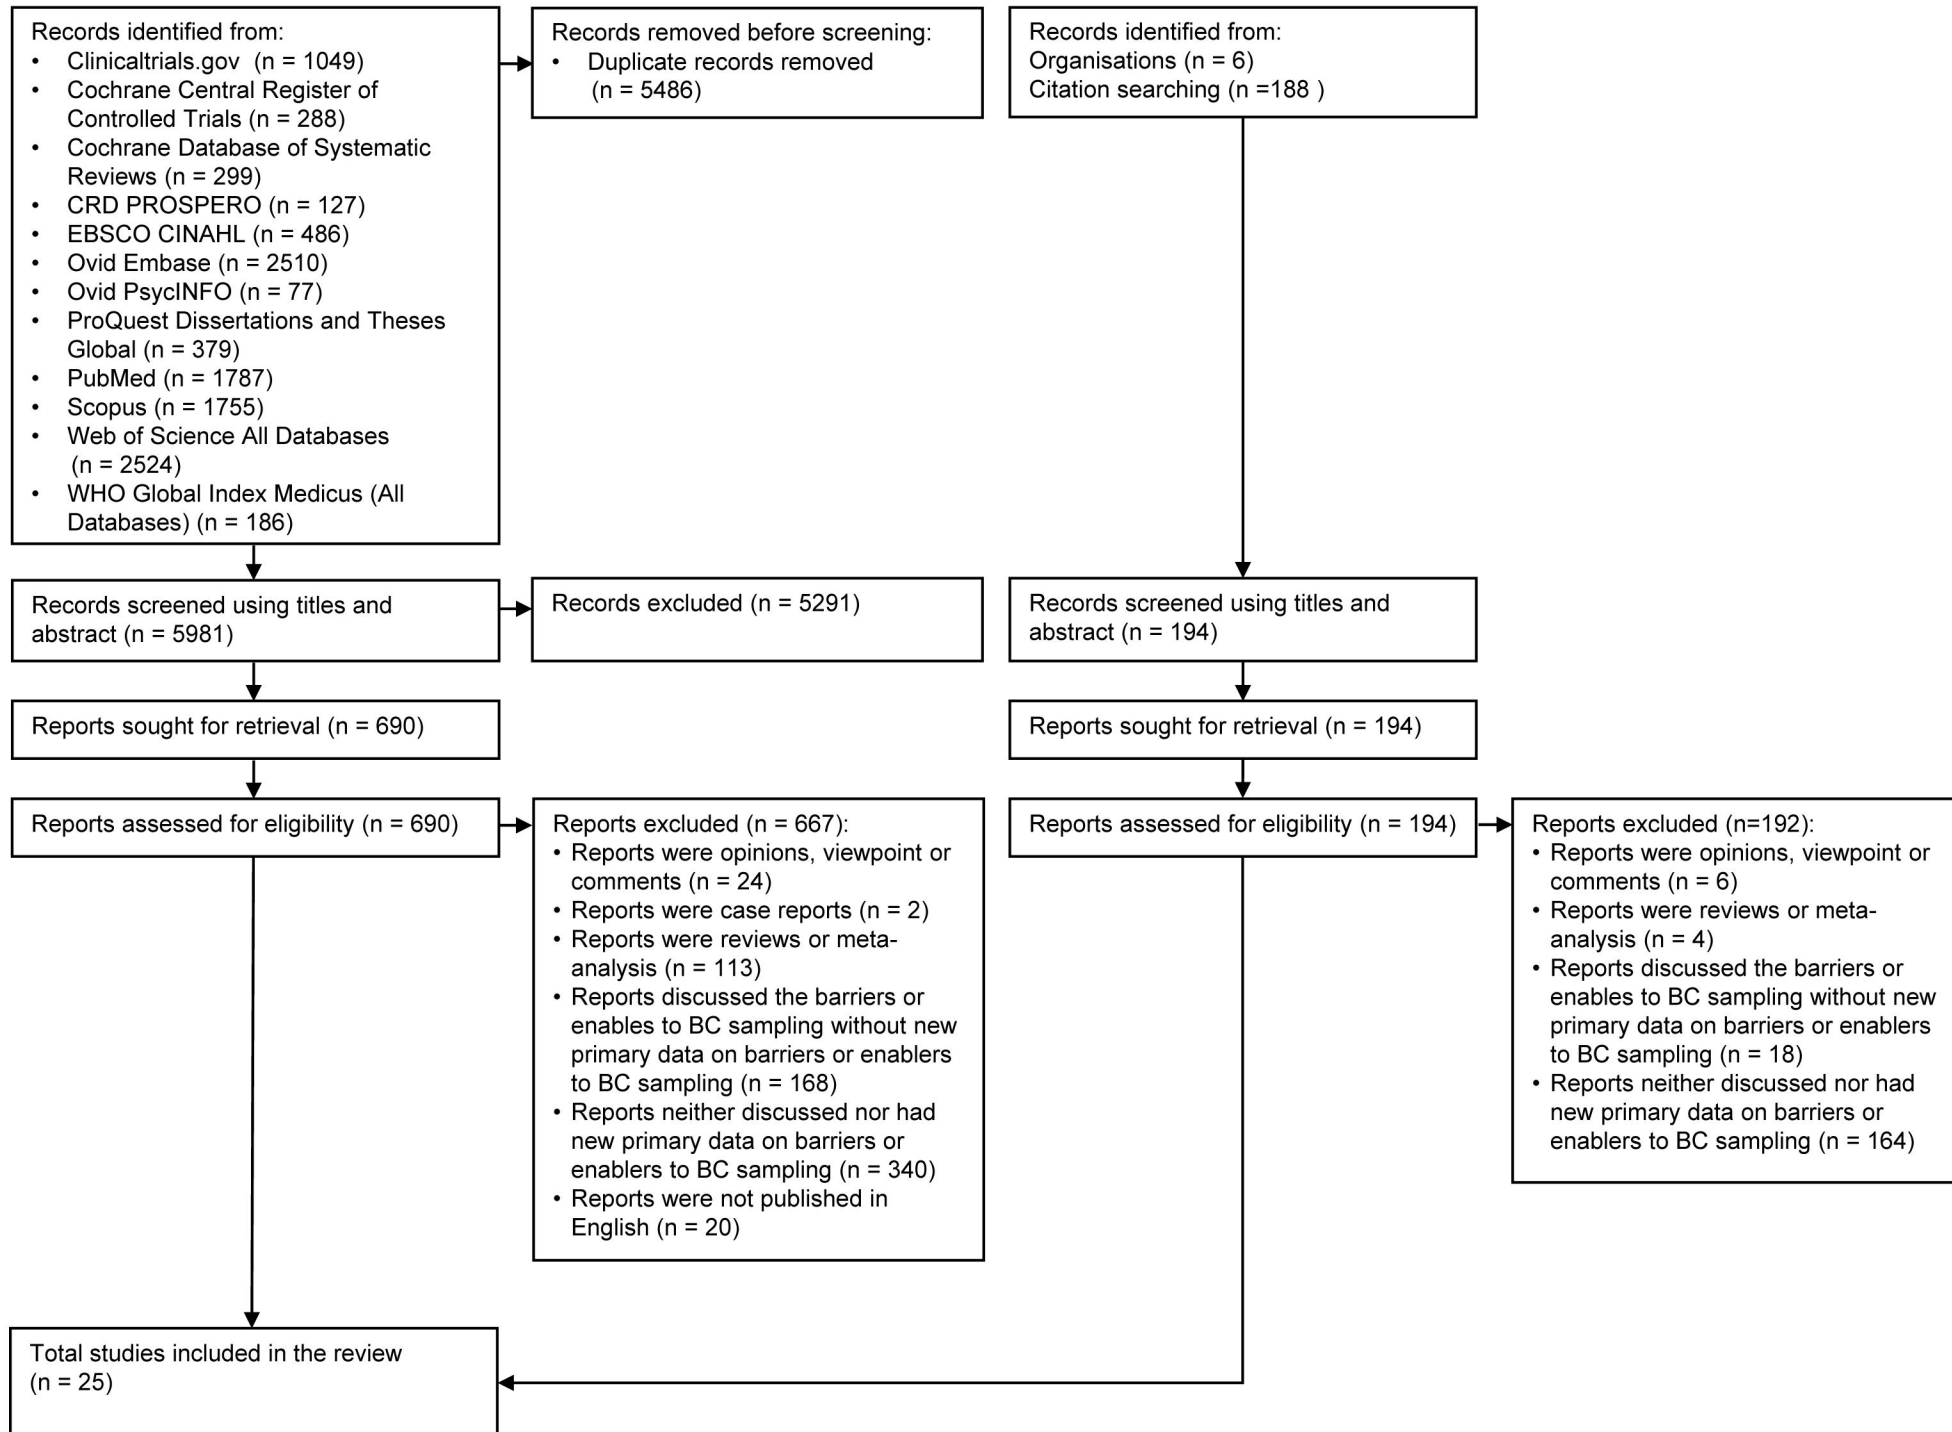 Records identified from:
• Clinicaltrials.gov  (n = 1049)
• Cochrane Central Register of
Controlled Trials (n = 288)
• Cochrane Database of Systematic
Reviews (n = 299)
• CRD PROSPERO (n = 127)
• EBSCO CINAHL (n = 486)
• Ovid Embase (n = 2510)
• Ovid PsycINFO (n = 77)
• ProQuest Dissertations and Theses
Global (n = 379)
• PubMed (n = 1787)
• Scopus (n = 1755)
• Web of Science All Databases
(n = 2524)
• WHO Global Index Medicus (All
Databases) (n = 186)
Records removed before screening:
• Duplicate records removed
(n = 5486)
Records identified from:
Organisations (n = 6)
Citation searching (n =188 )
Records screened using titles and
abstract (n = 5981)
Records excluded (n = 5291)
Records screened using titles and
abstract (n = 194)
Reports sought for retrieval (n = 690)
Reports sought for retrieval (n = 194)
Reports assessed for eligibility (n = 690)
Reports excluded (n = 667):
• Reports were opinions, viewpoint or
comments (n = 24)
• Reports were case reports (n = 2)
• Reports were reviews or meta-
analysis (n = 113)
• Reports discussed the barriers or
enables to BC sampling without new
primary data on barriers or enablers
to BC sampling (n = 168)
• Reports neither discussed nor had
new primary data on barriers or
enablers to BC sampling (n = 340)
• Reports were not published in
English (n = 20)
Reports assessed for eligibility (n = 194)
Reports excluded (n=192):
• Reports were opinions, viewpoint or
comments (n = 6)
• Reports were reviews or meta-
analysis (n = 4)
• Reports discussed the barriers or
enables to BC sampling without new
primary data on barriers or enablers
to BC sampling (n = 18)
• Reports neither discussed nor had
new primary data on barriers or
enablers to BC sampling (n = 164)
Total studies included in the review
(n = 25)